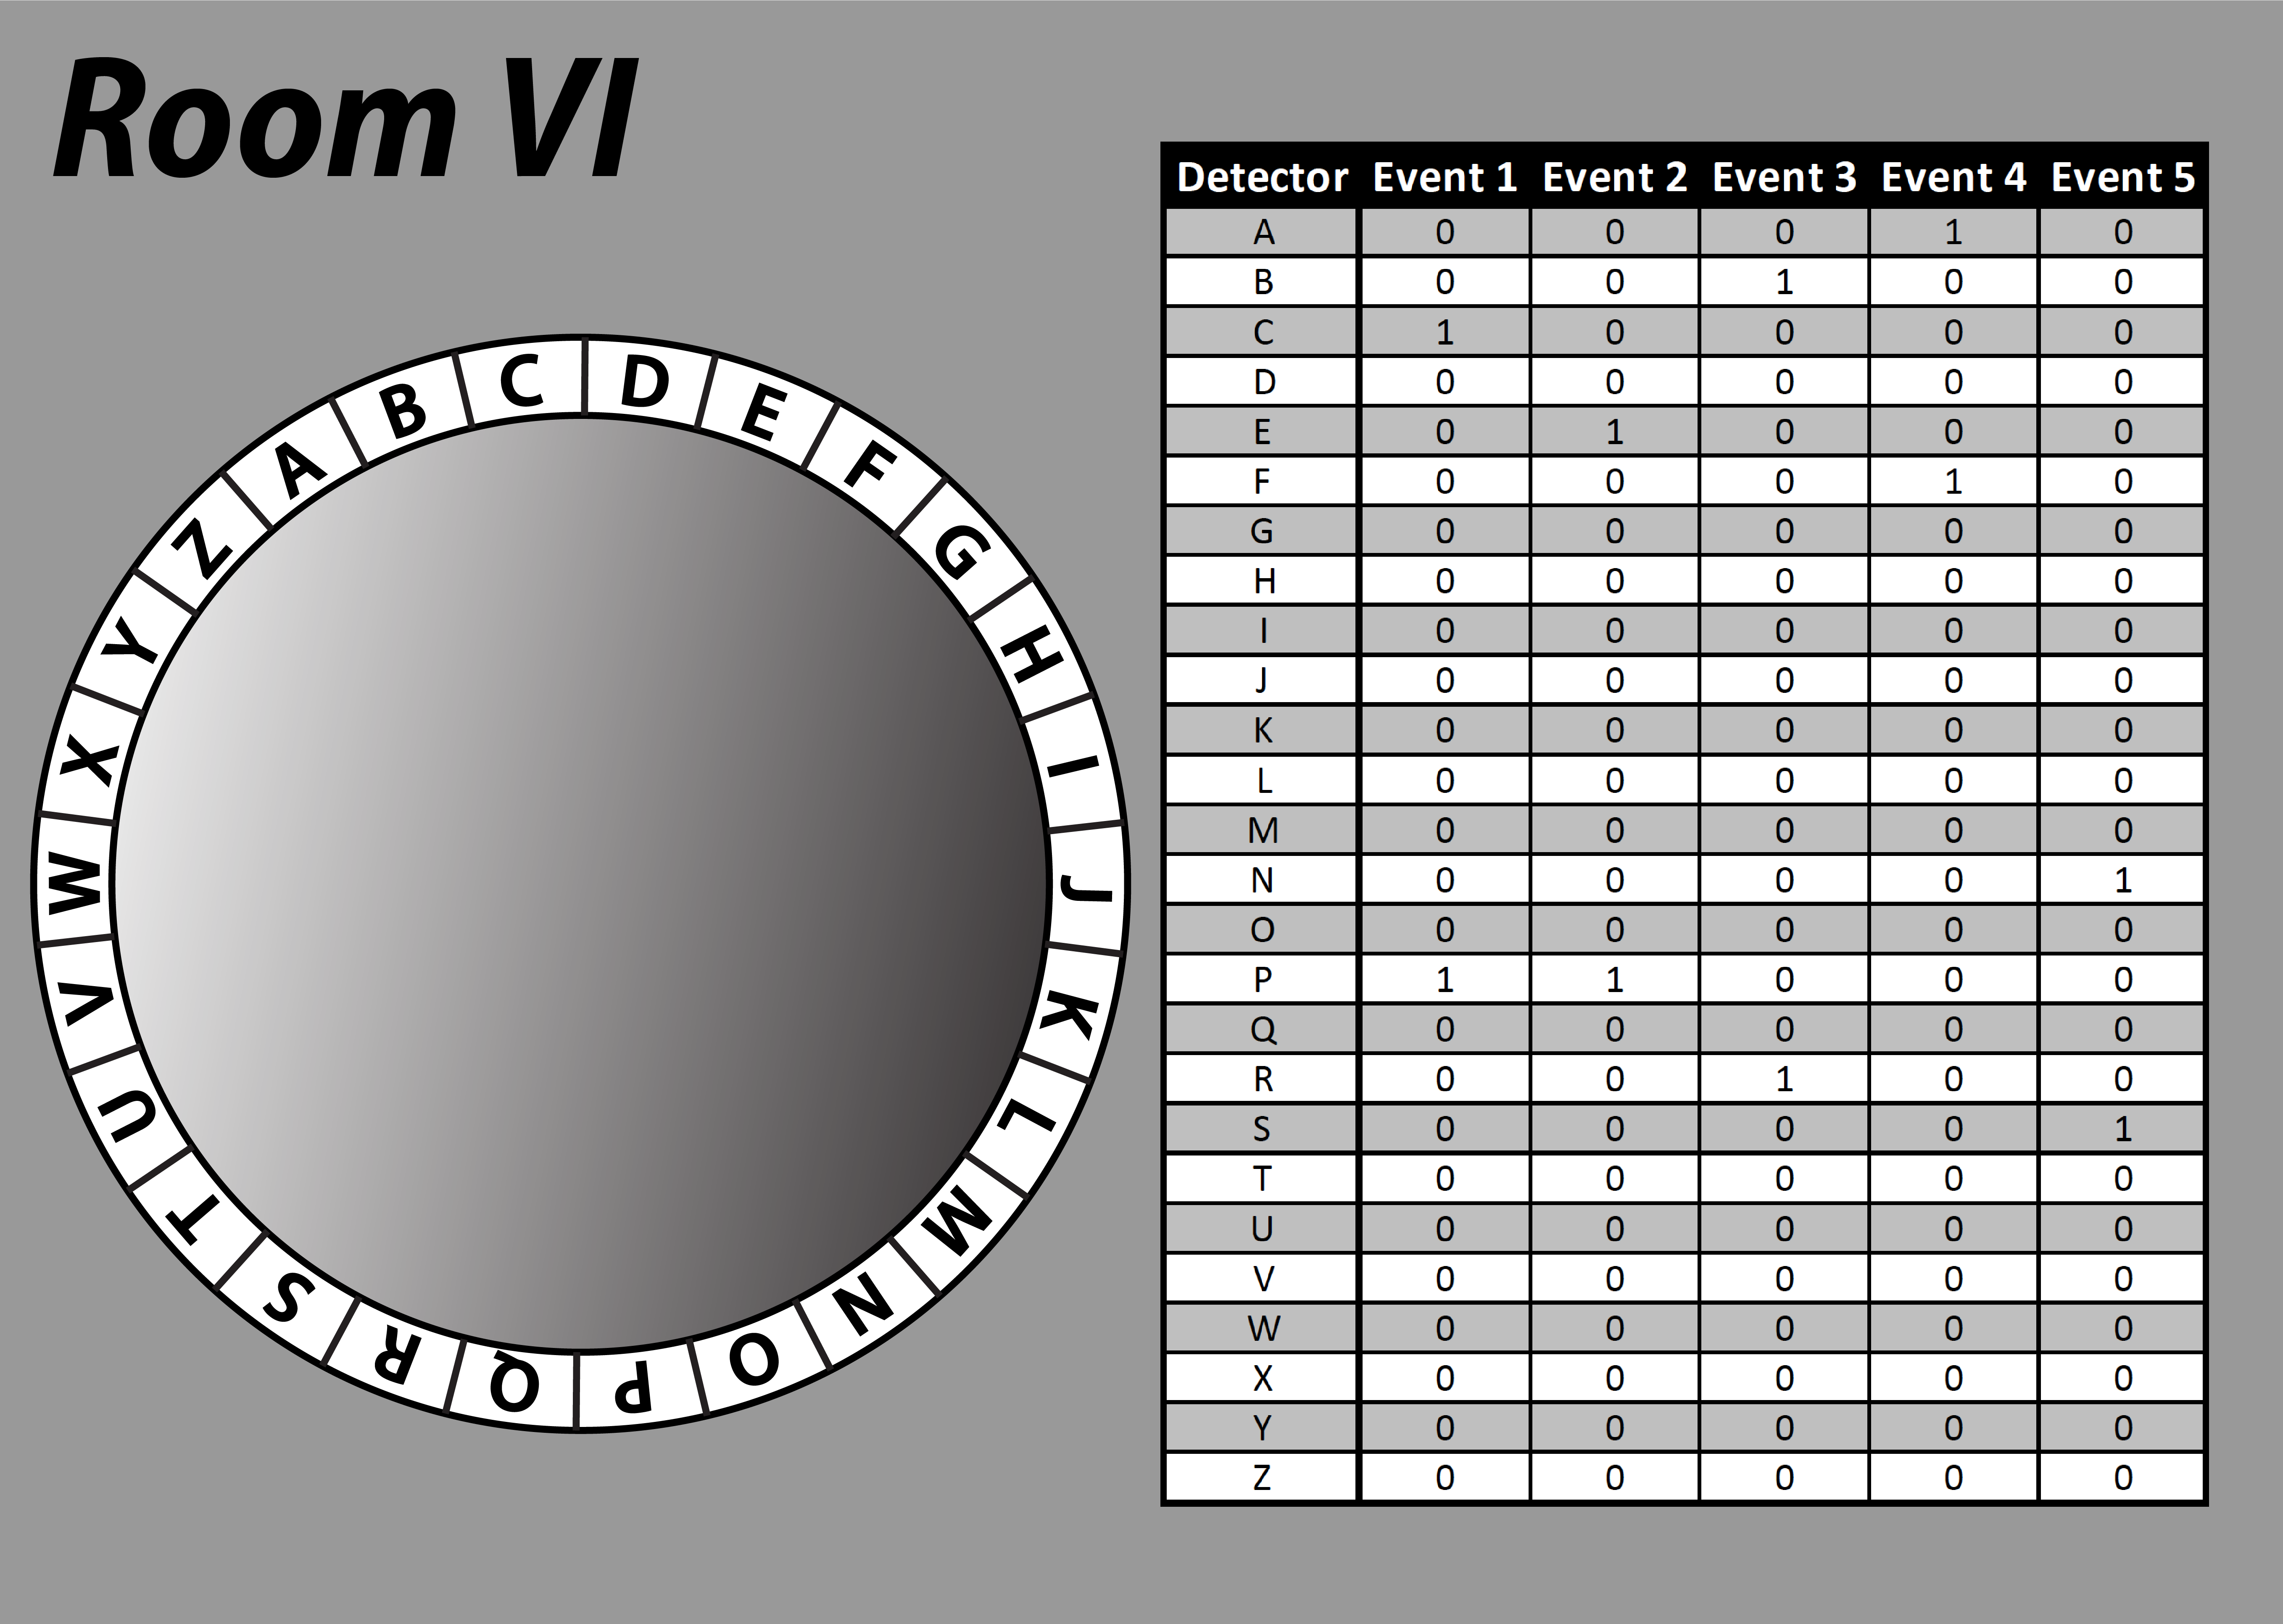 Room VI
A
B
C
D
E
F
G
H
I
J
K
L
M
N
O
P
Q
R
S
T
U
V
W
X
Y
Z
Detector Event 1 Event 2 Event 3 Event 4 Event 5
A 0 0 0 1 0
B 0 0 1 0 0
C 1 0 0 0 0
D 0 0 0 0 0
E 0 1 0 0 0
F 0 0 0 1 0
G 0 0 0 0 0
H 0 0 0 0 0
I 0 0 0 0 0
J 0 0 0 0 0
K 0 0 0 0 0
L 0 0 0 0 0
M 0 0 0 0 0
N 0 0 0 0 1
O 0 0 0 0 0
P 1 1 0 0 0
Q 0 0 0 0 0
R 0 0 1 0 0
S 0 0 0 0 1
T 0 0 0 0 0
U 0 0 0 0 0
V 0 0 0 0 0
W 0 0 0 0 0
X 0 0 0 0 0
Y 0 0 0 0 0
Z 0 0 0 0 0